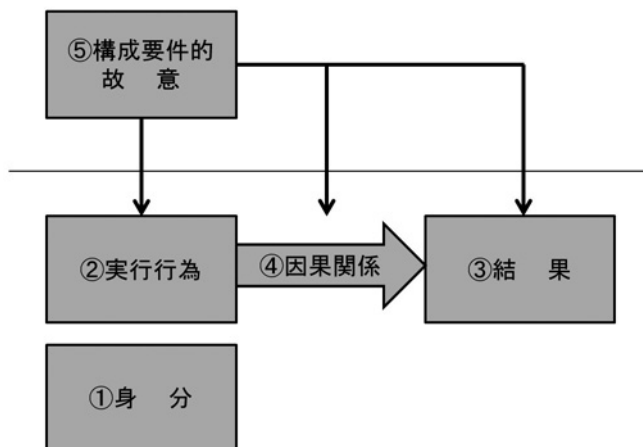 ⑤構成要件的
故　意
②実行行為
④因果関係
③結　果
①身　分